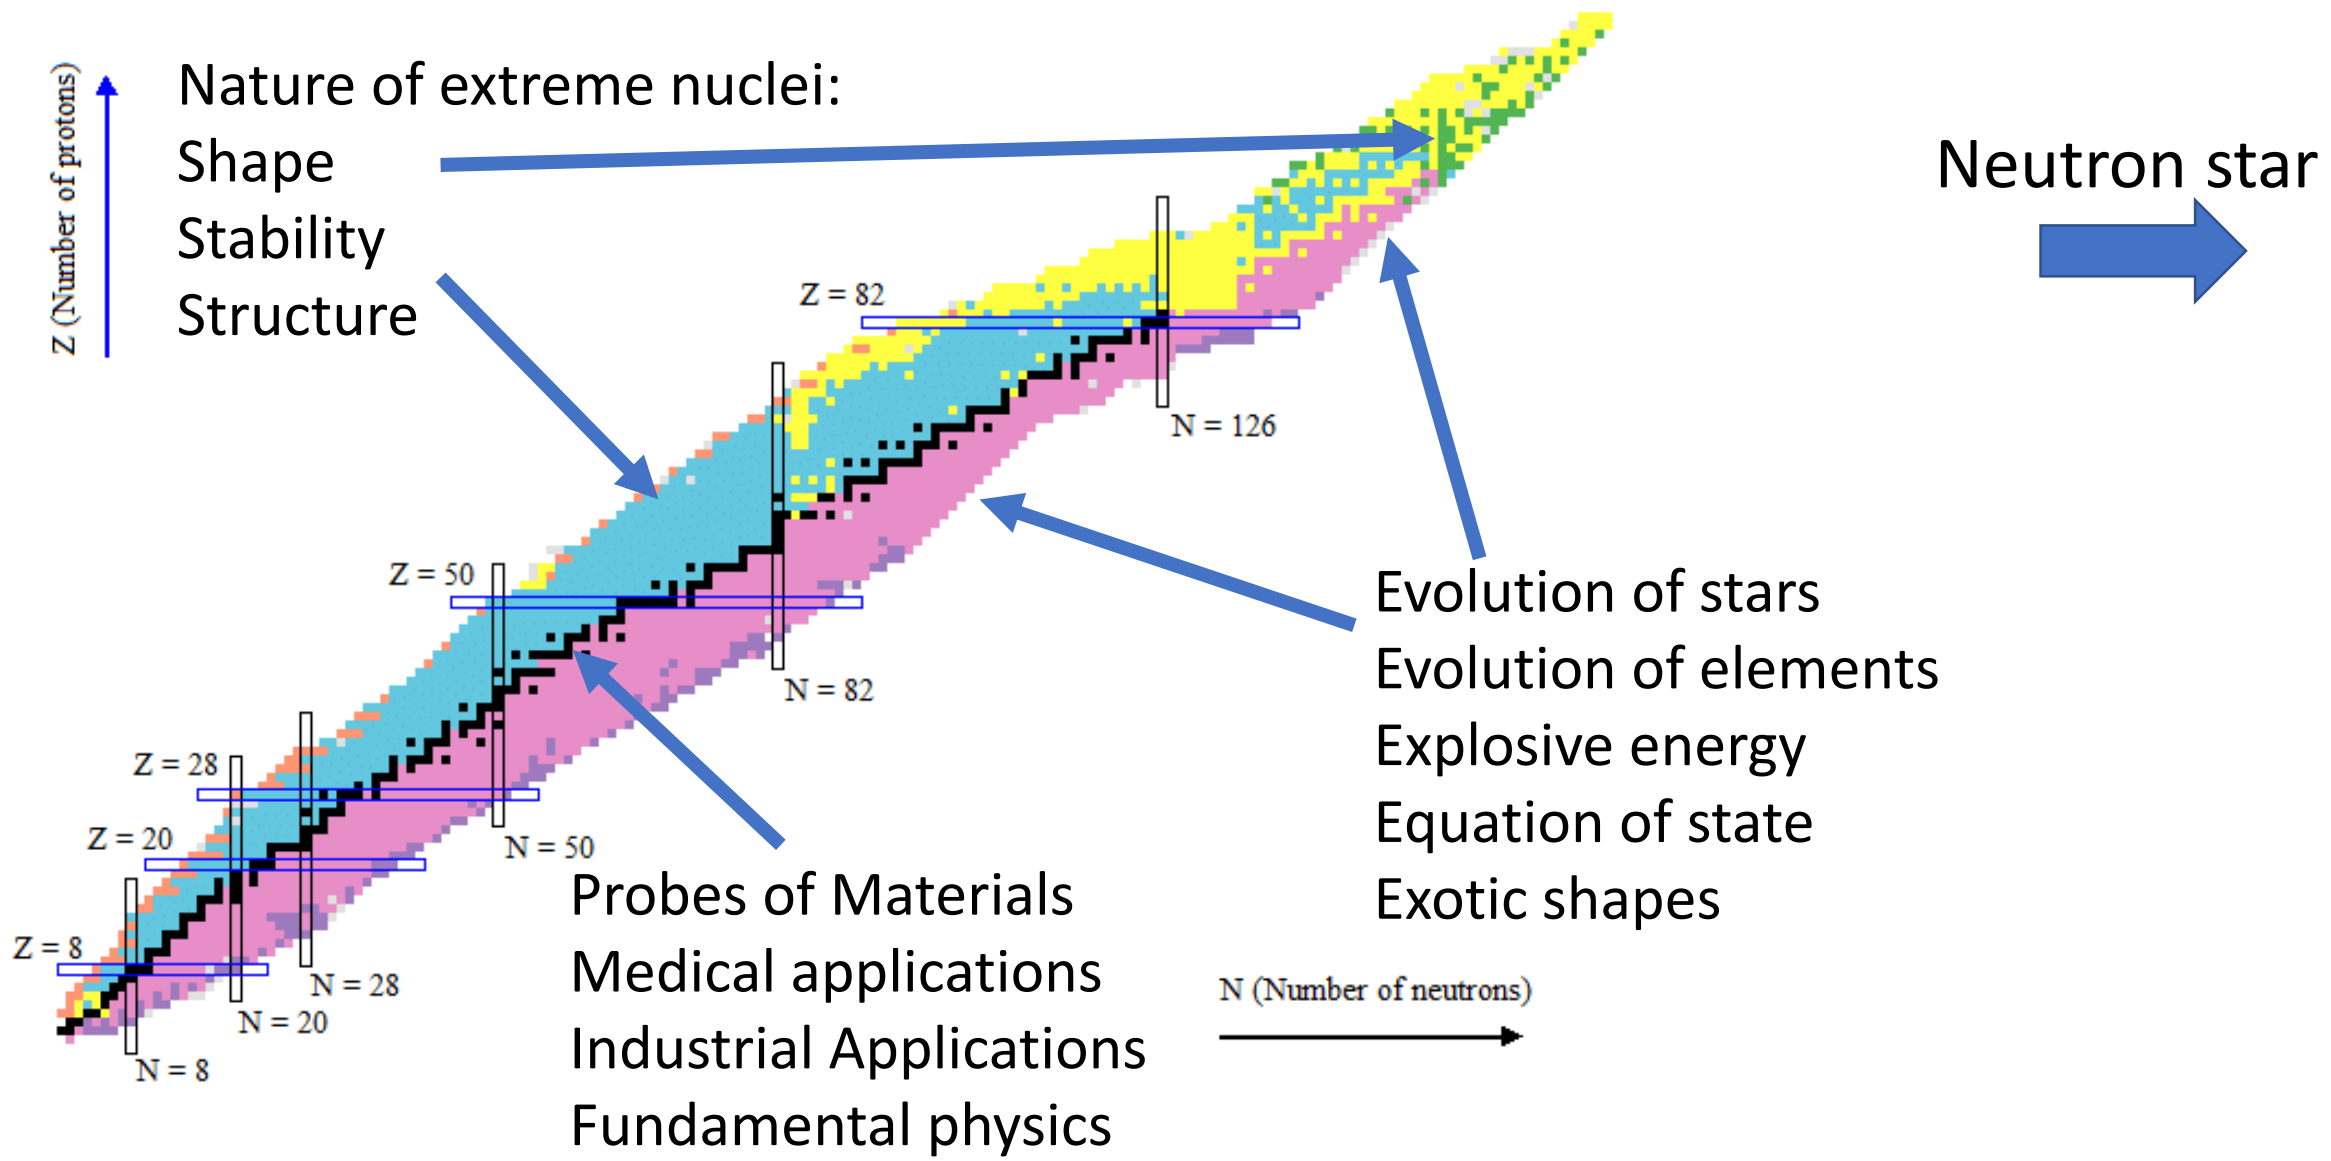 Z (Number of protons)
Nature of extreme nuclei:
Shape
Stability
Structure
Neutron star
Z = 82
N = 126
Z = 50
N = 82
Z = 28
N = 50
Z = 20
N = 28
Z = 8
N = 20
N = 8
Evolution of stars
Evolution of elements
Explosive energy
Equation of state
Exotic shapes
Probes of Materials
Medical applications
Industrial Applications
Fundamental physics
N (Number of neutrons)